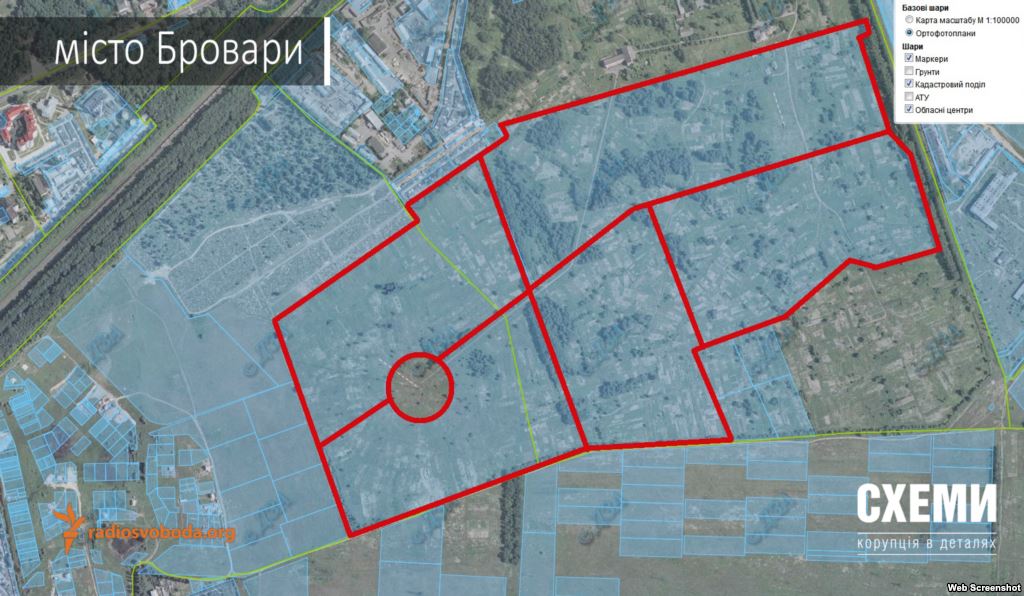 місто Бровари
Базові шари
Карта масштабу М 1:100000
Ортофотоплани
Шари
Маркери
Грунти
Кадастровий поділ
АТУ
Обласні центри
radiosvoboda.org
СХЕМИ
корупція в деталях
Web Screenshot